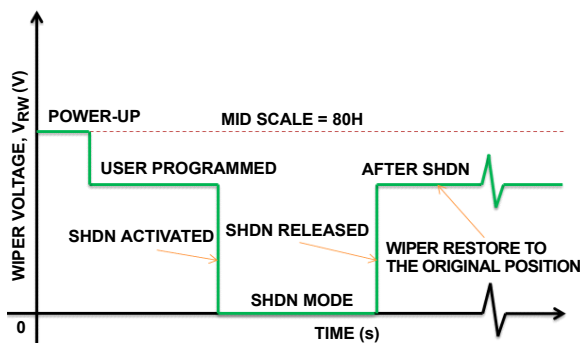 WIPER VOLTAGE, VRW (V)
POWER-UP
MID SCALE = 80H
USER PROGRAMMED
AFTER SHDN
SHDN ACTIVATED
SHDN RELEASED
WIPER RESTORE TO
THE ORIGINAL POSITION
SHDN MODE
0
TIME (s)